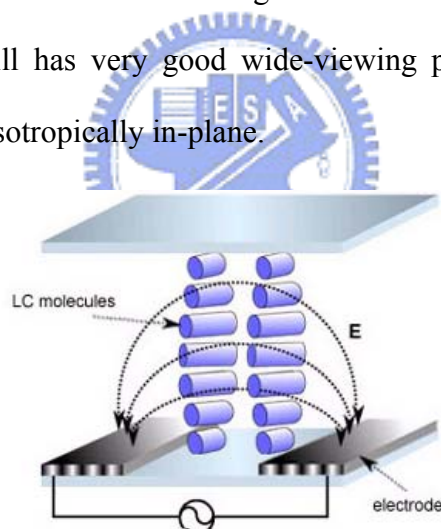 ll has very good wide-viewing p
sotropically in-plane.
E S A
LC molecules
E
electrode